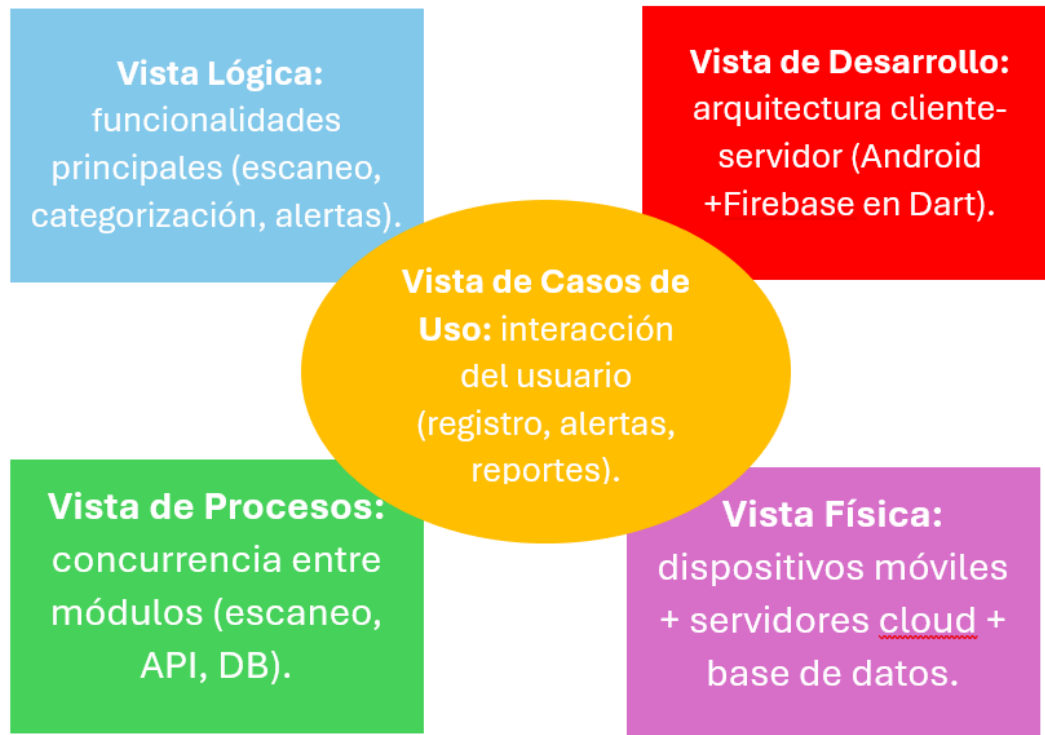 Vista Lógica:
funcionalidades
principales (escaneo,
categorización, alertas).
Vista de Desarrollo:
arquitectura cliente-
servidor (Android
+Firebase en Dart).
Vista de Casos de
Uso: interacción
del usuario
(registro, alertas,
reportes).
Vista de Procesos:
concurrencia entre
módulos (escaneo,
API, DB).
Vista Física:
dispositivos móviles
+ servidores cloud +
base de datos.